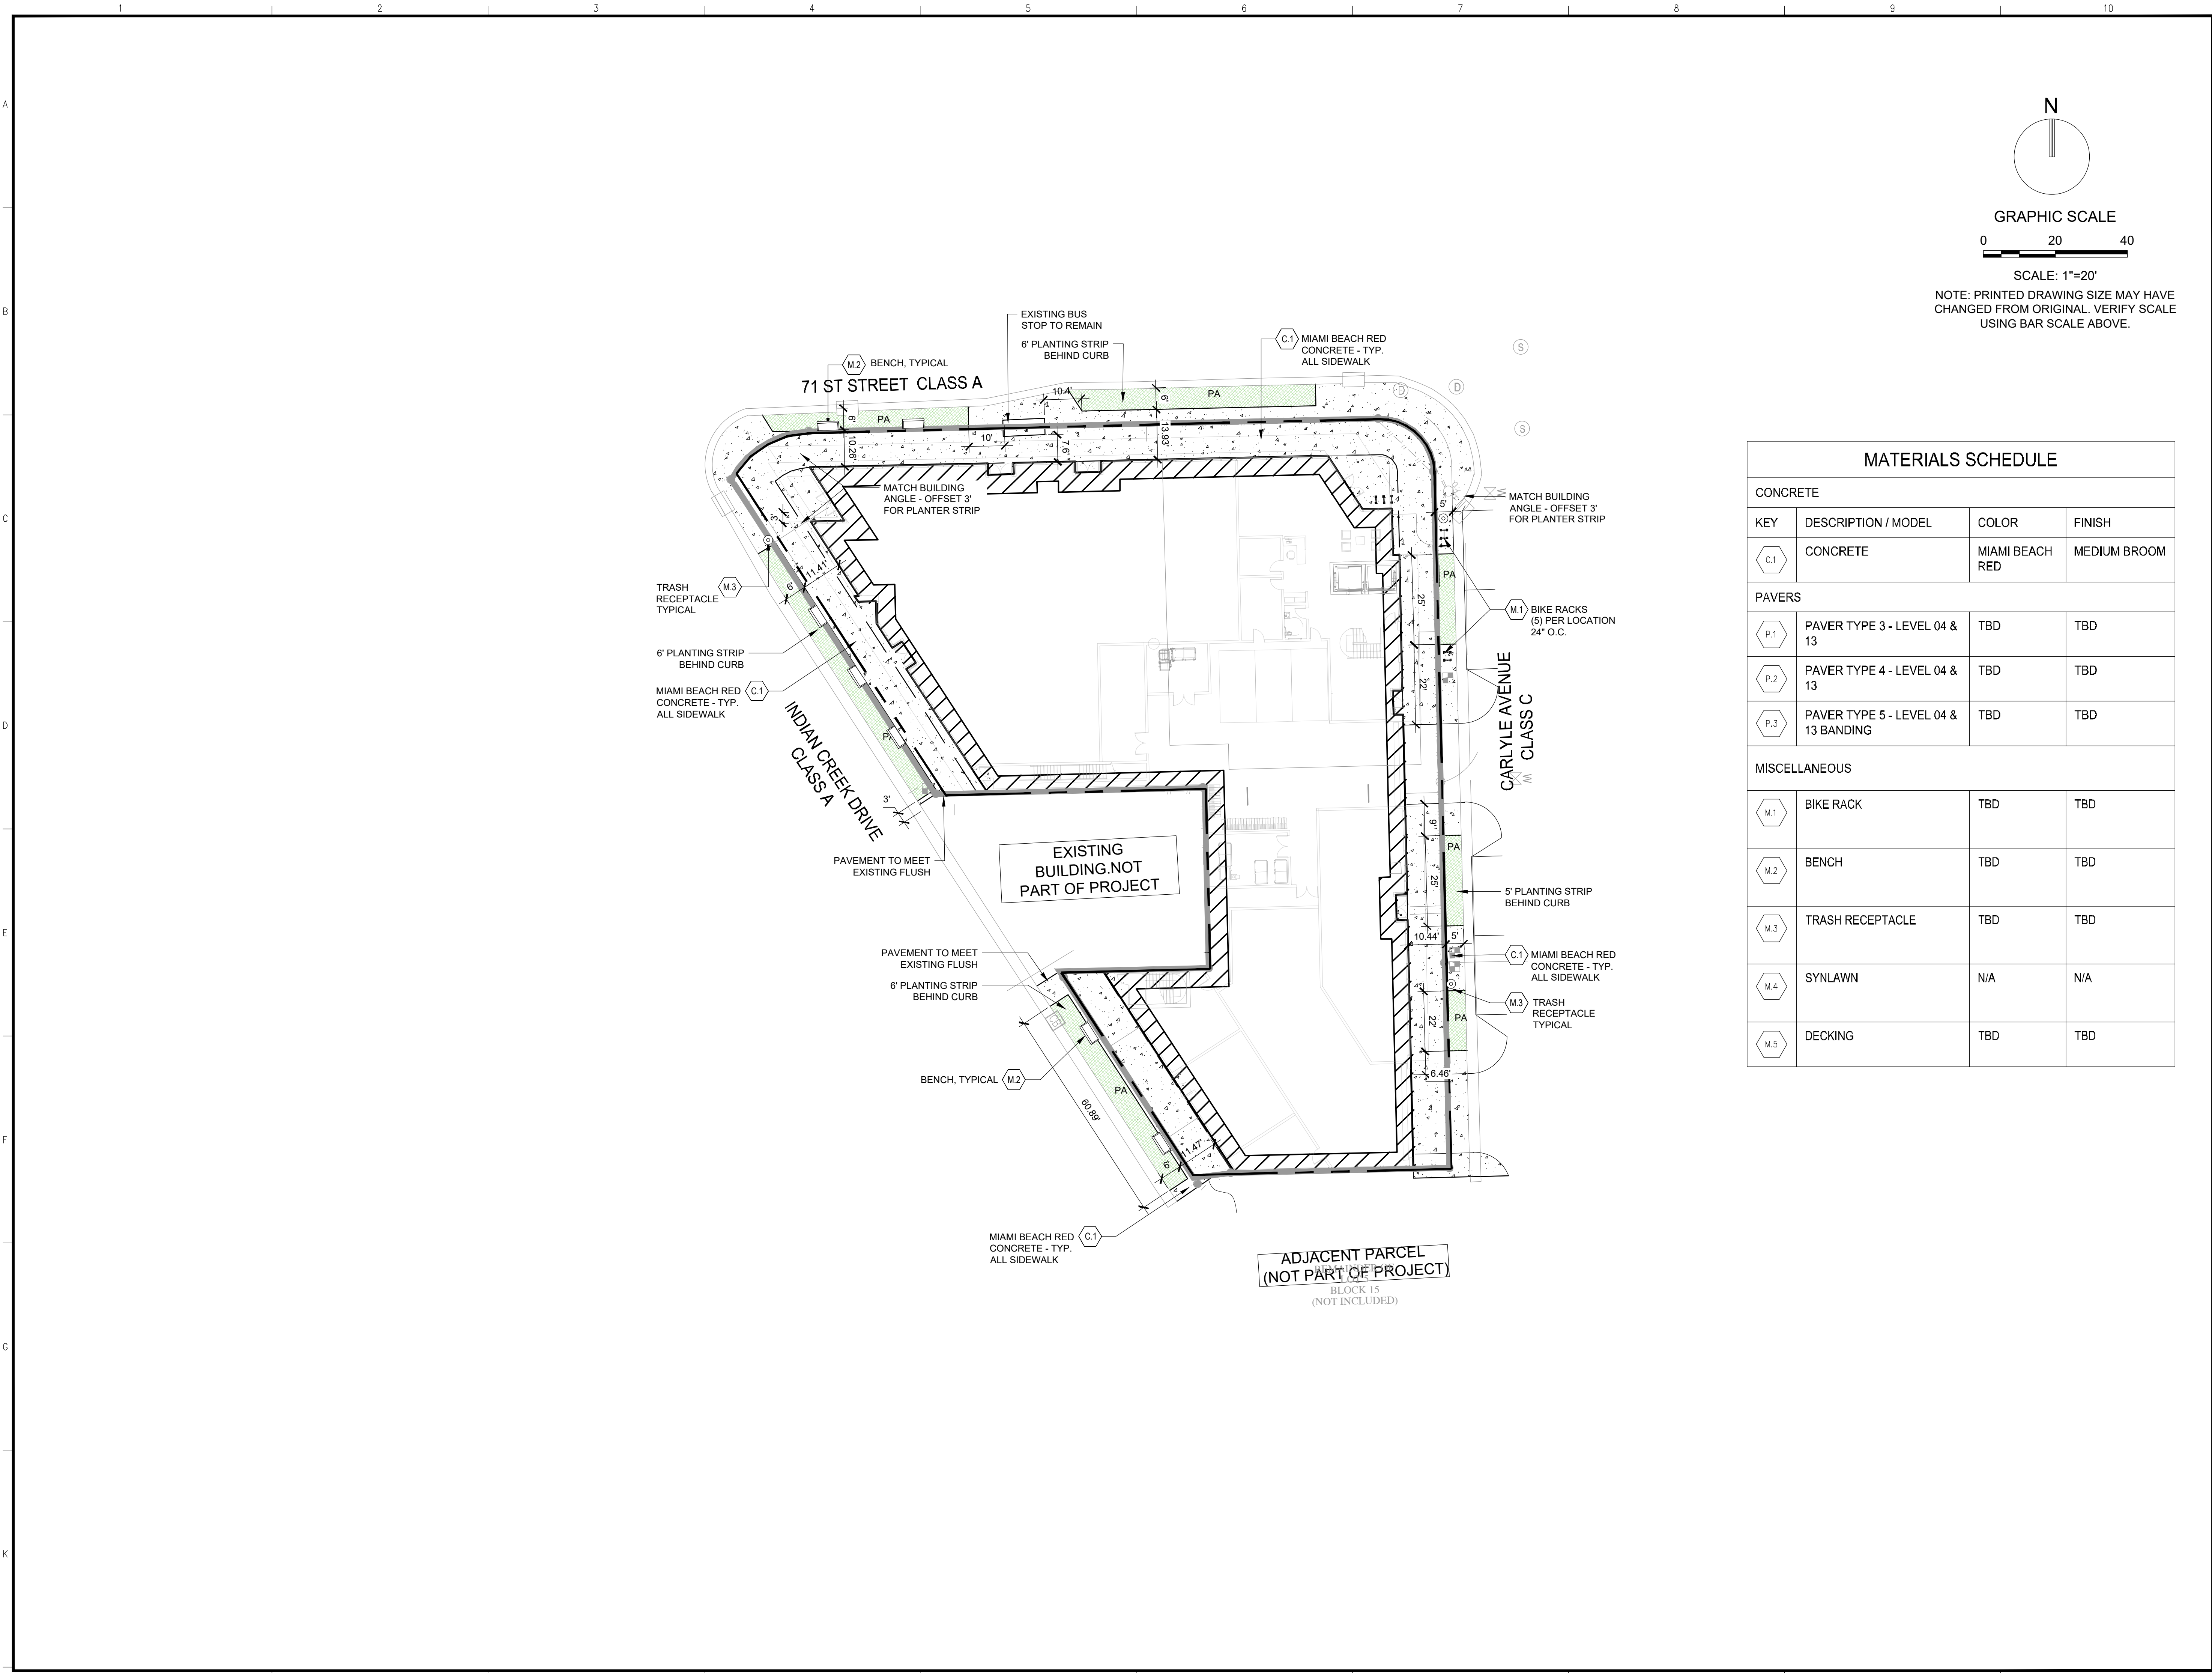 1
2
3
4
5
6
7
8
9
10
A
B
C
D
E
F
G
K
N
GRAPHIC SCALE
0
20
40
SCALE: 1"=20'
NOTE: PRINTED DRAWING SIZE MAY HAVE
CHANGED FROM ORIGINAL. VERIFY SCALE
USING BAR SCALE ABOVE.
EXISTING BUS
STOP TO REMAIN
6' PLANTING STRIP
BEHIND CURB
C.1
MIAMI BEACH RED
CONCRETE - TYP.
ALL SIDEWALK
M.2
BENCH, TYPICAL
71 ST STREET CLASS A
S
D
D
S
10.4'
6'
PA
PA
6'
10.26'
10'
7.6'
13.93'
MATCH BUILDING
ANGLE - OFFSET 3'
FOR PLANTER STRIP
MATCH BUILDING
ANGLE - OFFSET 3'
FOR PLANTER STRIP
W
5'
3'
TRASH
RECEPTACLE
TYPICAL
M.3
11.41'
6'
PA
25'
M.1
BIKE RACKS
(5) PER LOCATION
24" O.C.
6' PLANTING STRIP
BEHIND CURB
MIAMI BEACH RED
CONCRETE - TYP.
ALL SIDEWALK
C.1
22'
CARLYLE AVENUE
CLASS C
W
INDIAN CREEK DRIVE
CLASS A
3'
PAVEMENT TO MEET
EXISTING FLUSH
EXISTING
BUILDING.NOT
PART OF PROJECT
9'
PA
25'
5' PLANTING STRIP
BEHIND CURB
10.44'
5'
C.1
MIAMI BEACH RED
CONCRETE - TYP.
ALL SIDEWALK
PAVEMENT TO MEET
EXISTING FLUSH
6' PLANTING STRIP
BEHIND CURB
M.3
TRASH
RECEPTACLE
TYPICAL
22'
PA
6.46'
BENCH, TYPICAL
M.2
PA
60.89'
11.47'
6'
MIAMI BEACH RED
CONCRETE - TYP.
ALL SIDEWALK
C.1
ADJACENT PARCEL
(NOT PART OF PROJECT)
BLOCK 15
(NOT INCLUDED)
MATERIALS SCHEDULE
CONCRETE
KEY DESCRIPTION / MODEL COLOR FINISH
C.1 CONCRETE MIAMI BEACH MEDIUM BROOM
RED
PAVERS
P.1 PAVER TYPE 3 - LEVEL 04 & TBD TBD
13
P.2 PAVER TYPE 4 - LEVEL 04 & TBD TBD
13
P.3 PAVER TYPE 5 - LEVEL 04 & TBD TBD
13 BANDING
MISCELLANEOUS
M.1 BIKE RACK TBD TBD
M.2 BENCH TBD TBD
M.3 TRASH RECEPTACLE TBD TBD
M.4 SYNLAWN N/A N/A
M.5 DECKING TBD TBD